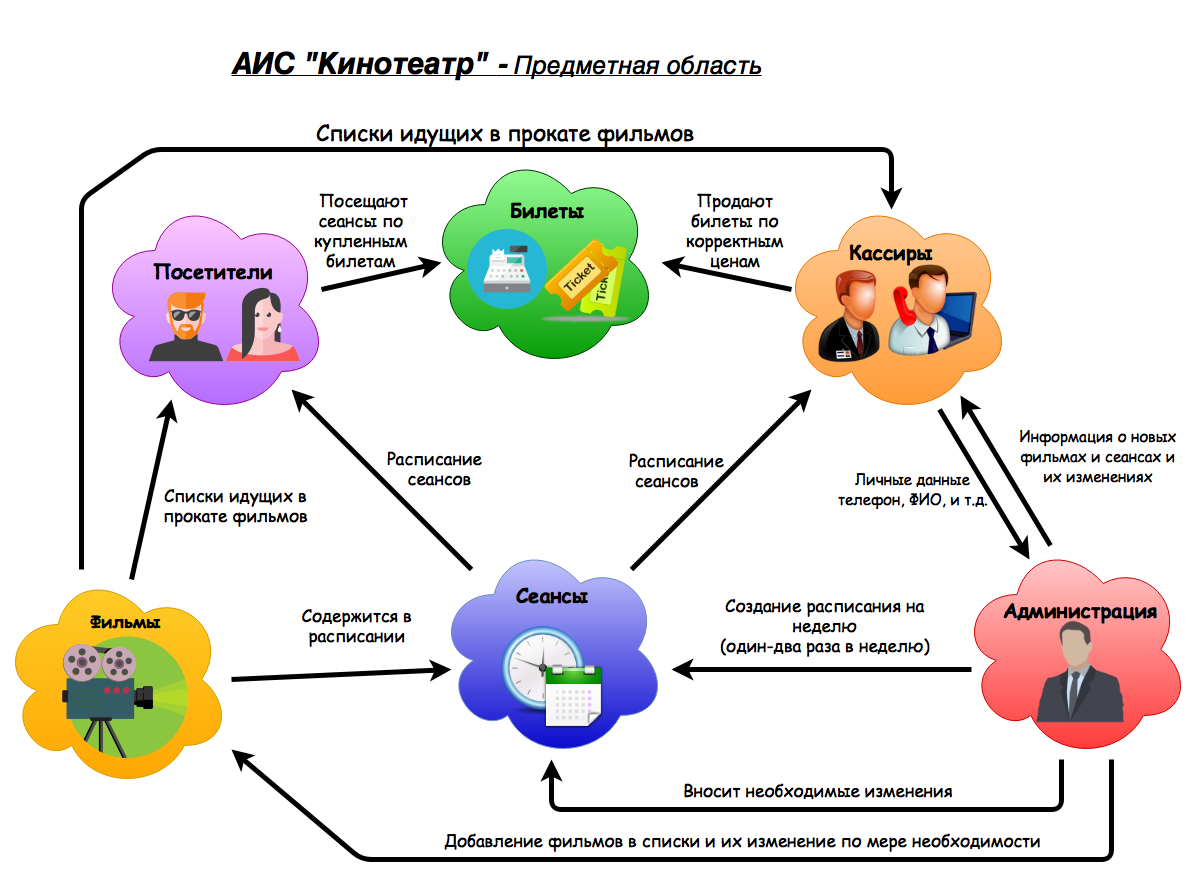 АИС "Кинотеатр" - Предметная область
Списки идущих в прокате фильмов
Посещают
сеансы по
купленным
билетам
Билеты
Ticket
Ticket
Продают
билеты по
корректным
ценам
Посетители
Кассиры
Расписание
сеансов
Расписание
сеансов
Информация о новых
фильмах и сеансах и
их изменениях
Личные данные
телефон, ФИО, и т.д.
Списки идущих в
прокате фильмов
Фильмы
Содержится в
расписании
Сеансы
Создание расписания на
неделю
(один-два раза в неделю)
Администрация
Вносит необходимые изменения
Добавление фильмов в списки и их изменение по мере необходимости